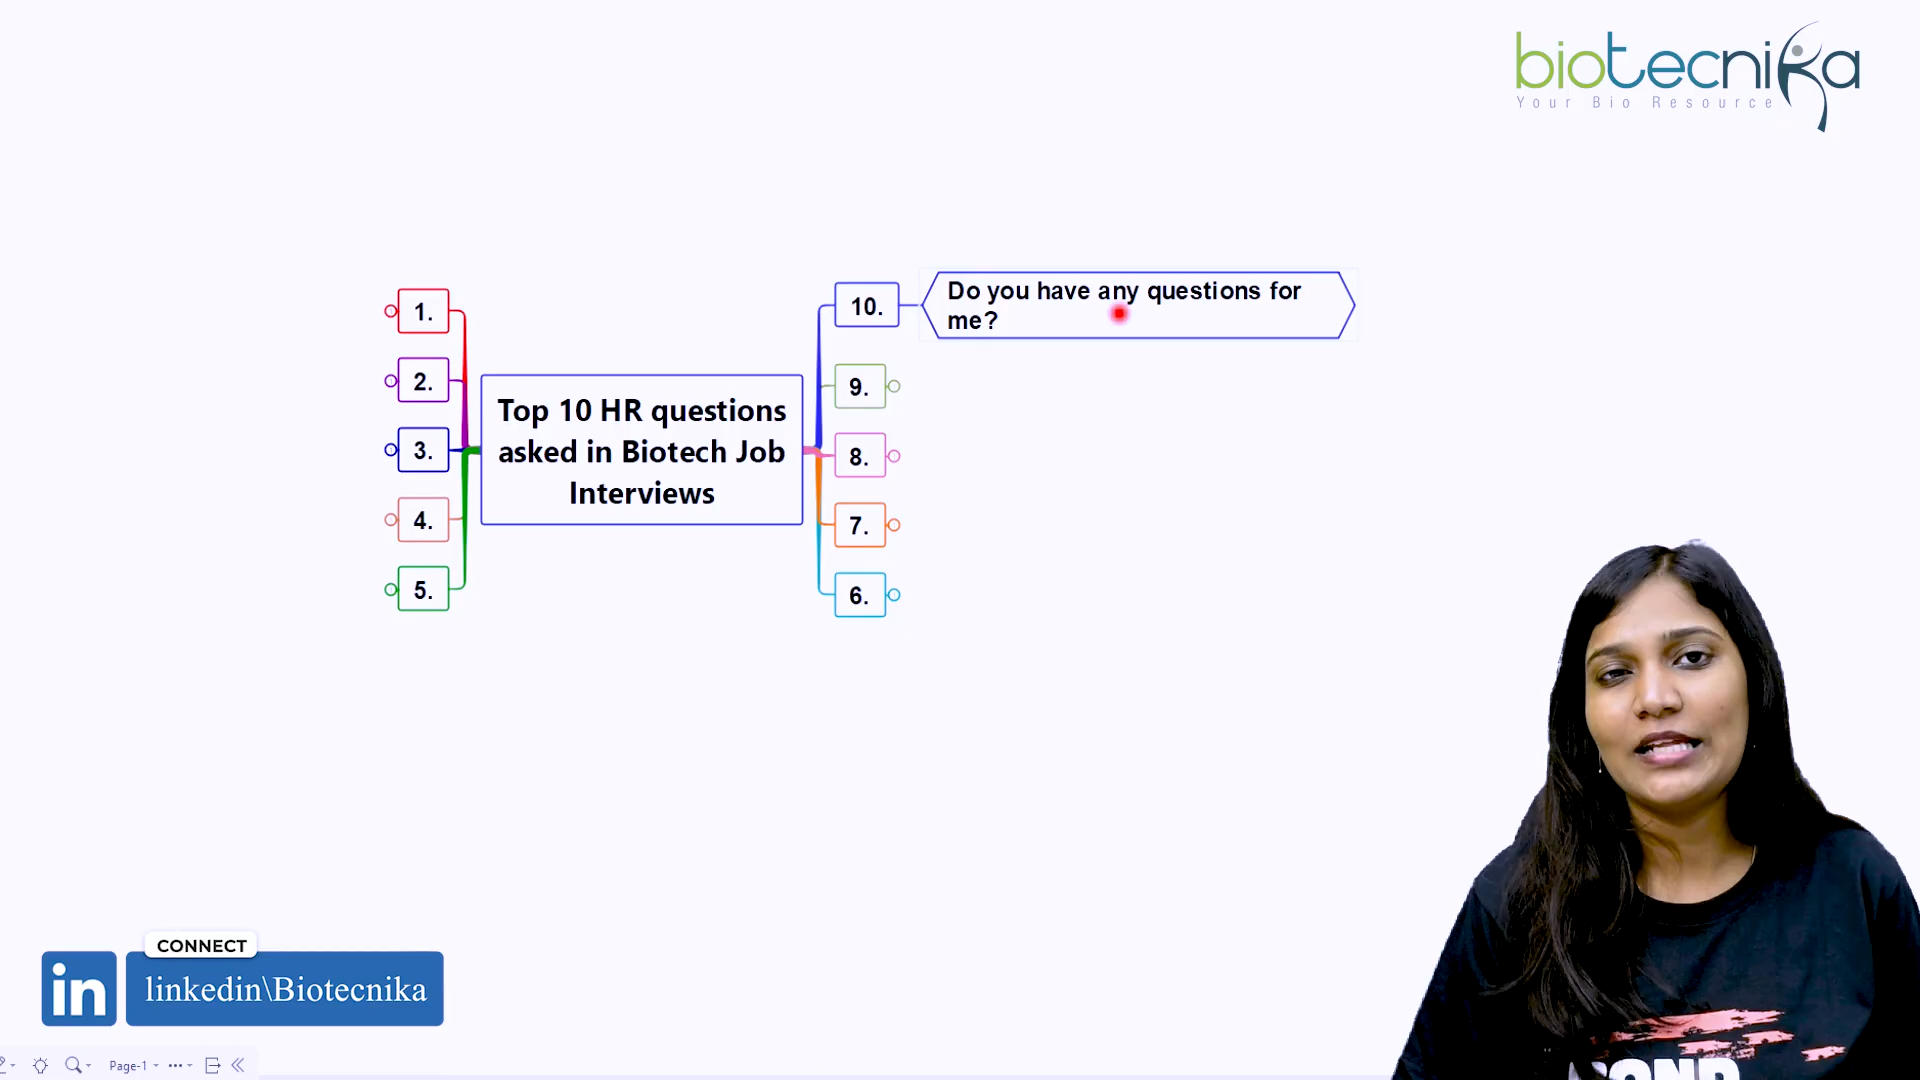 biotecnika
Your Bio Resource
1.
2.
3.
4.
5.
Top 10 HR questions
asked in Biotech Job
Interviews
10.
Do you have any questions for
me?
9.
8.
7.
6.
CONNECT
in
linkedin\Biotecnika
Page-1